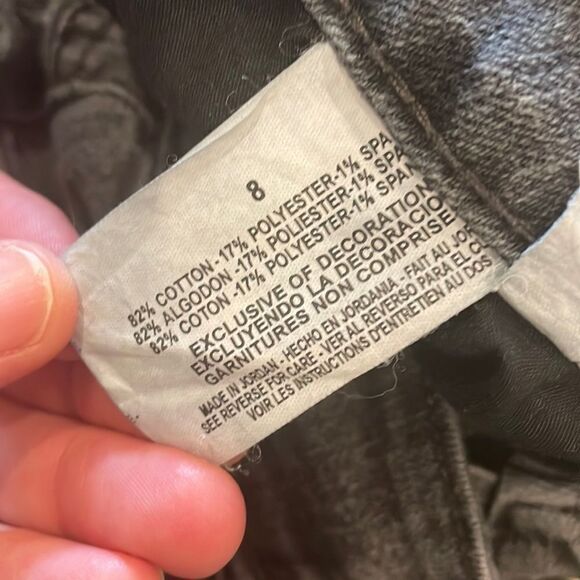 8
82% COTTON-17% POLYESTER-1% SPA
82% ALGODON-17% POLIESTER-1% SPA
82% COTON-17% POLYESTER-1% SPAN
EXCLUSIVE OF DECORATION
EXCLUYENDO LA DECORACIO
GARNITURES NON COMPRISE
MADE IN JORDAN. HECHO EN JORDANIA. FAIT AU JOR
SEE REVERSE FOR CARE - VER AL REVERSO PARA EL C
VOIR LES INSTRUCTIONS D'ENTRETIEN AU DOS